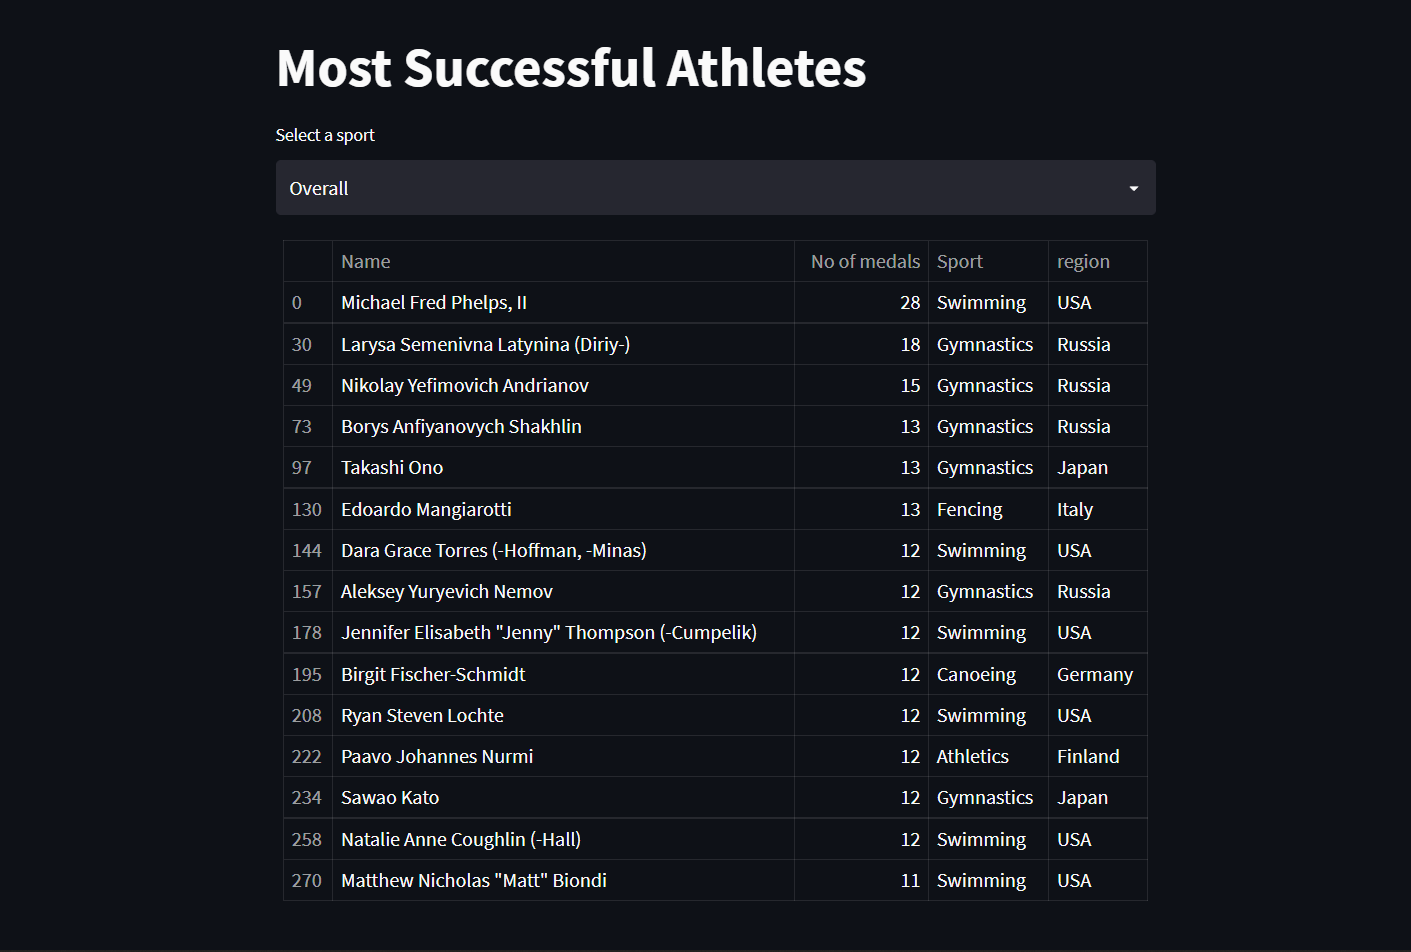 Most Successful Athletes
Select a sport
Overall
Name No of medals Sport region
0 Michael Fred Phelps, II 28 Swimming USA
30 Larysa Semenivna Latynina (Diriy-) 18 Gymnastics Russia
49 Nikolay Yefimovich Andrianov 15 Gymnastics Russia
73 Borys Anfiyanovych Shakhlin 13 Gymnastics Russia
97 Takashi Ono 13 Gymnastics Japan
130 Edoardo Mangiarotti 13 Fencing Italy
144 Dara Grace Torres (-Hoffman, -Minas) 12 Swimming USA
157 Aleksey Yuryevich Nemov 12 Gymnastics Russia
178 Jennifer Elisabeth "Jenny" Thompson (-Cumpelik) 12 Swimming USA
195 Birgit Fischer-Schmidt 12 Canoeing Germany
208 Ryan Steven Lochte 12 Swimming USA
222 Paavo Johannes Nurmi 12 Athletics Finland
234 Sawao Kato 12 Gymnastics Japan
258 Natalie Anne Coughlin (-Hall) 12 Swimming USA
270 Matthew Nicholas "Matt" Biondi 11 Swimming USA